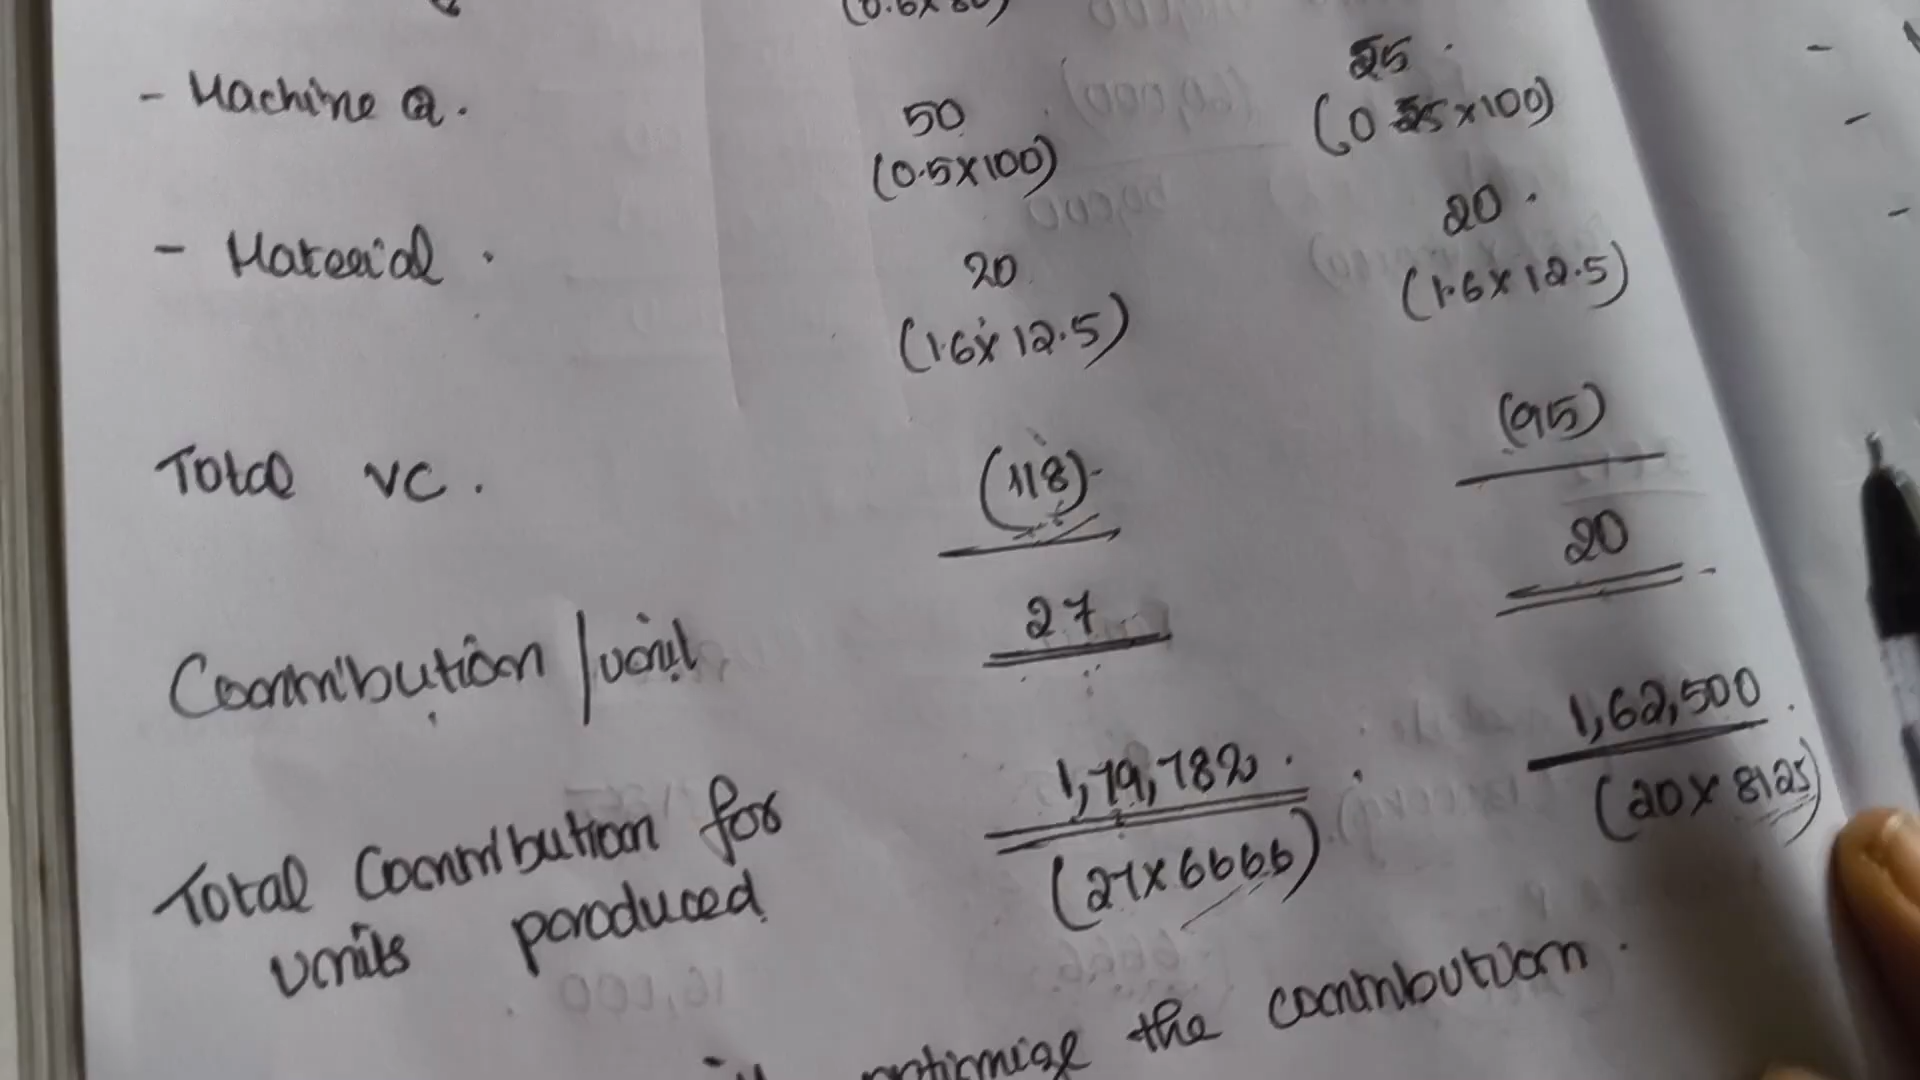 (0.6x80)
- Machine Q. 50 25
(0.5x100) (0.25x100)
- Material. 20 20
(1.6x12.5) (1.6x12.5)
Total VC. (118) (95)
Contribution/unit 27 20
Total Contribution for 1,79,982 1,62,500
units produced (27x6666) (20x8125)
the contribution.